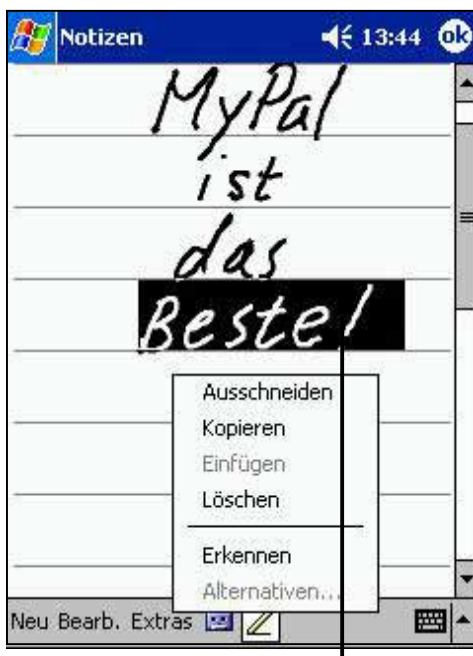 Notizen 13:44 ok
MyPal
ist
das
Beste!
Ausschneiden
Kopieren
Einfügen
Löschen
Erkennen
Alternativen...
Neu Bearb. Extras